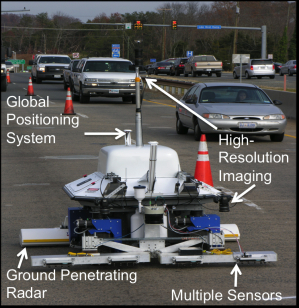 Global
Positioning
System
High-
Resolution
Imaging
Ground Penetrating
Radar
Multiple Sensors